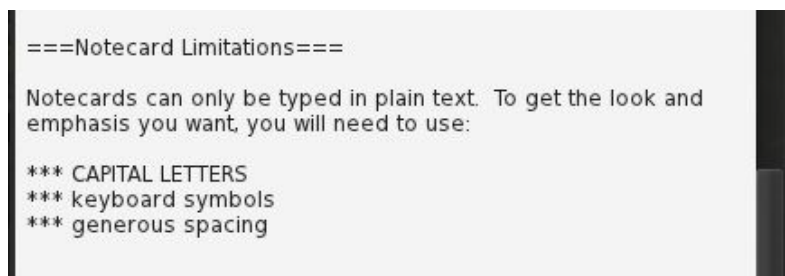 ===Notecard Limitations===
Notecards can only be typed in plain text.  To get the look and
emphasis you want, you will need to use:
*** CAPITAL LETTERS
*** keyboard symbols
*** generous spacing